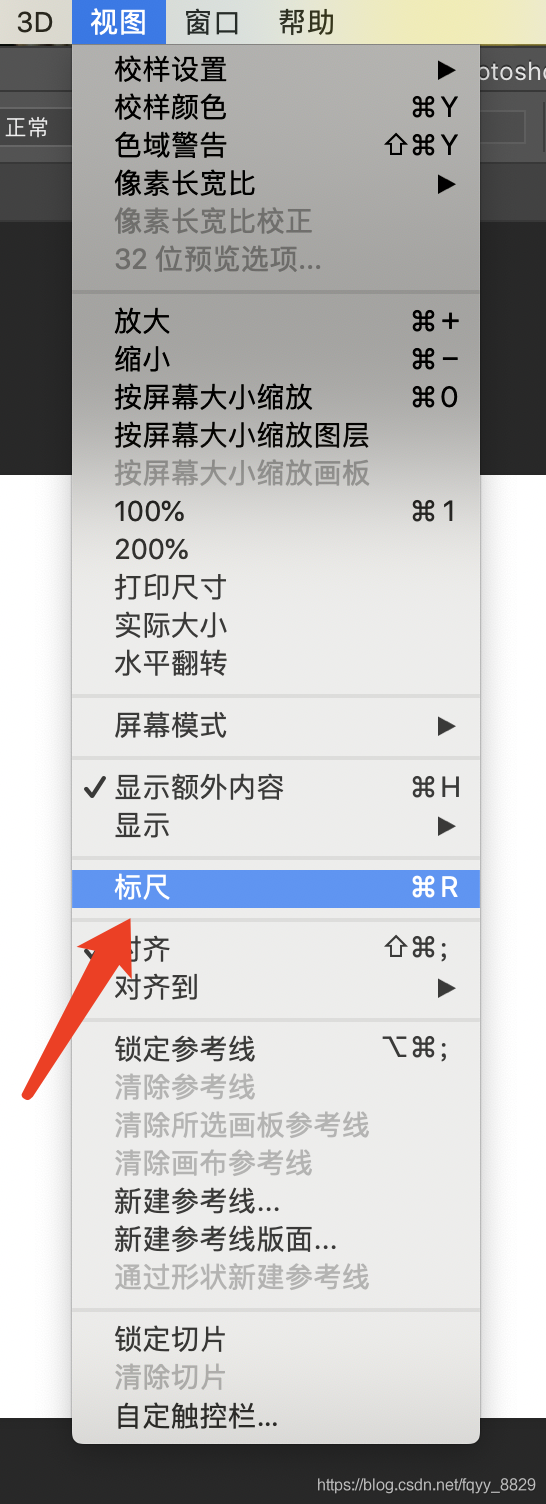 3D 视图 窗口 帮助
otosho
正常
校样设置 ▶
校样颜色 ⌘Y
色域警告 ⇧⌘Y
像素长宽比 ▶
像素长宽比校正
32 位预览选项...
放大 ⌘+
缩小 ⌘−
按屏幕大小缩放 ⌘0
按屏幕大小缩放图层
按屏幕大小缩放画板
100% ⌘1
200%
打印尺寸
实际大小
水平翻转
屏幕模式 ▶
✓ 显示额外内容 ⌘H
显示 ▶
标尺 ⌘R
✓ 对齐 ⇧⌘;
对齐到 ▶
锁定参考线 ⌥⌘;
清除参考线
清除所选画板参考线
清除画布参考线
新建参考线...
新建参考线版面...
通过形状新建参考线
锁定切片
清除切片
自定触控栏...
https://blog.csdn.net/fqyy_8829